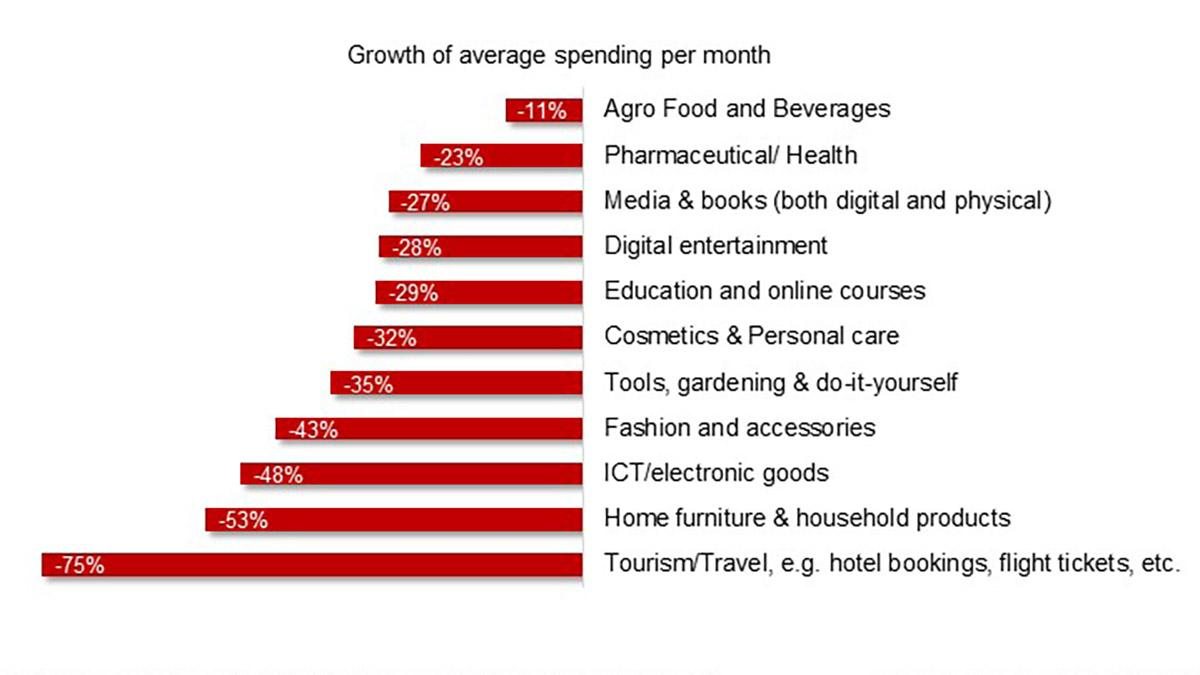 Growth of average spending per month
-11% Agro Food and Beverages
-23% Pharmaceutical/ Health
-27% Media & books (both digital and physical)
-28% Digital entertainment
-29% Education and online courses
-32% Cosmetics & Personal care
-35% Tools, gardening & do-it-yourself
-43% Fashion and accessories
-48% ICT/electronic goods
-53% Home furniture & household products
-75% Tourism/Travel, e.g. hotel bookings, flight tickets, etc.